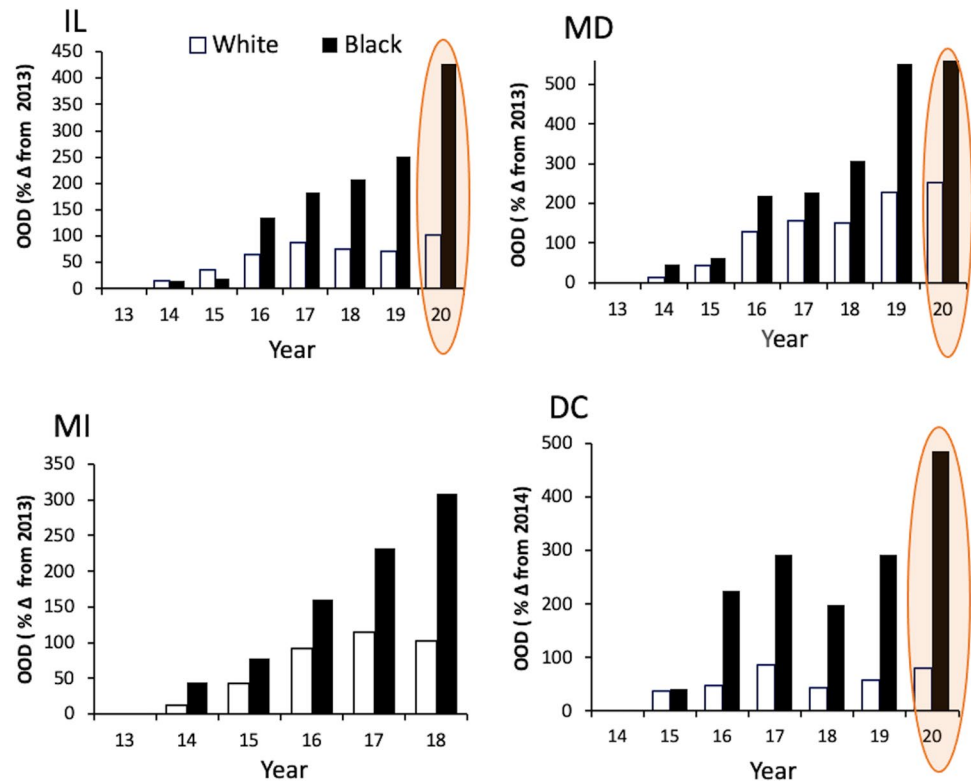 IL
White Black
OOD (% Δ from 2013)
450
400
350
300
250
200
150
100
50
0
13 14 15 16 17 18 19 20
Year
MD
OOD ( % Δ from 2013)
500
400
300
200
100
0
13 14 15 16 17 18 19 20
Year
MI
OOD ( % Δ from 2013)
350
300
250
200
150
100
50
0
13 14 15 16 17 18
Year
DC
OOD ( % Δ from 2014)
500
400
300
200
100
0
14 15 16 17 18 19 20
Year